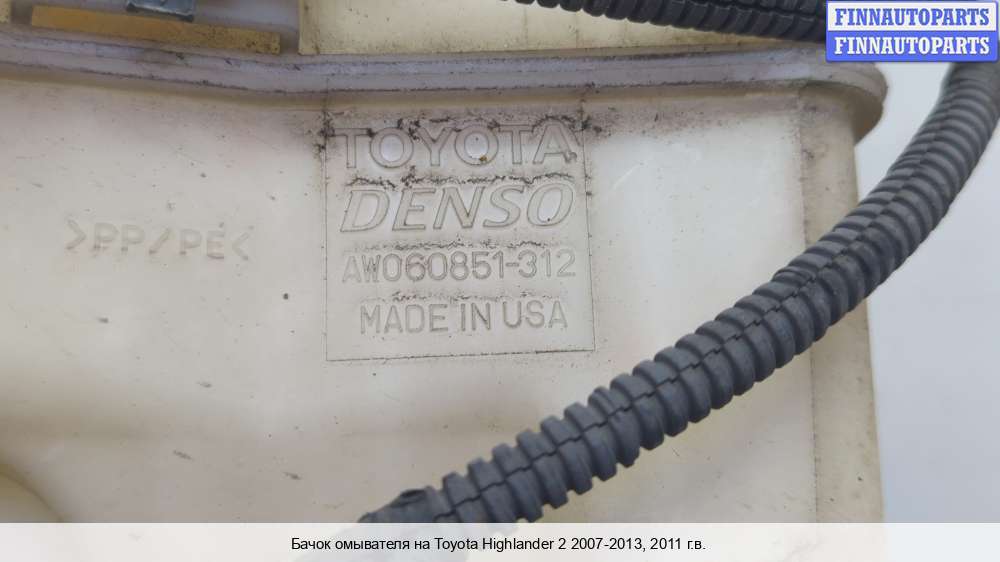 FINNAUTOPARTS
FINNAUTOPARTS
TOYOTA
DENSO
>PP/PE<
AW060851-312
MADE IN USA
Бачок омывателя на Toyota Highlander 2 2007-2013, 2011 г.в.